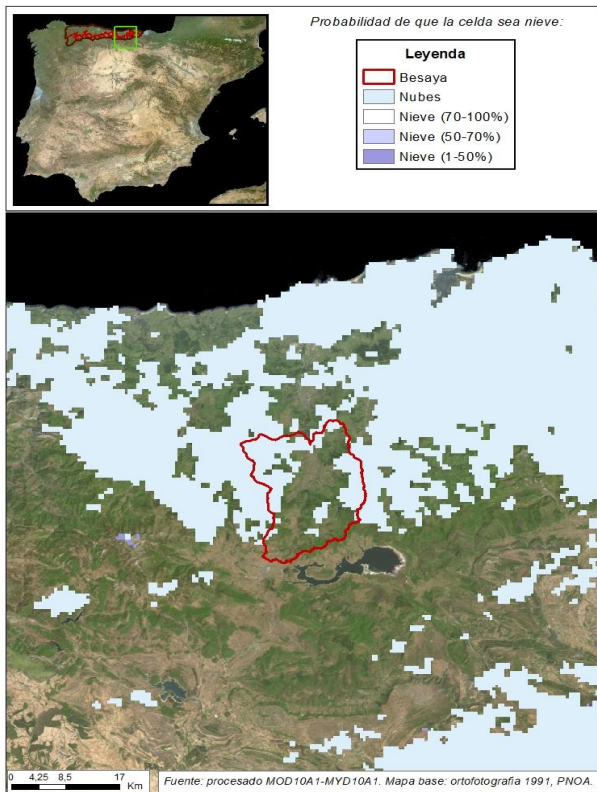 Probabilidad de que la celda sea nieve:
Leyenda
Besaya
Nubes
Nieve (70-100%)
Nieve (50-70%)
Nieve (1-50%)
0 4,25 8,5 17
Km
Fuente: procesado MOD10A1-MYD10A1. Mapa base: ortofotografia 1991, PNOA.